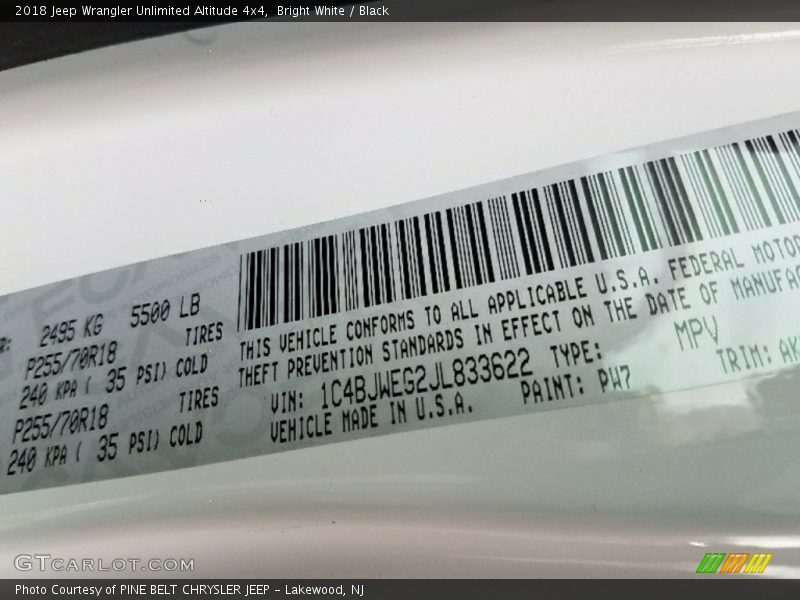 2018 Jeep Wrangler Unlimited Altitude 4x4, Bright White / Black
2495 KG 5500 LB
P255/70R18 TIRES
240 KPA ( 35 PSI) COLD
P255/70R18 TIRES
240 KPA ( 35 PSI) COLD
THIS VEHICLE CONFORMS TO ALL APPLICABLE U.S.A. FEDERAL MOTOR
THEFT PREVENTION STANDARDS IN EFFECT ON THE DATE OF MANUFA
VIN: 1C4BJWEG2JL833622 TYPE: MPV
VEHICLE MADE IN U.S.A. PAINT: PW7 TRIM:
GTCARLOT.COM
Photo Courtesy of PINE BELT CHRYSLER JEEP - Lakewood, NJ